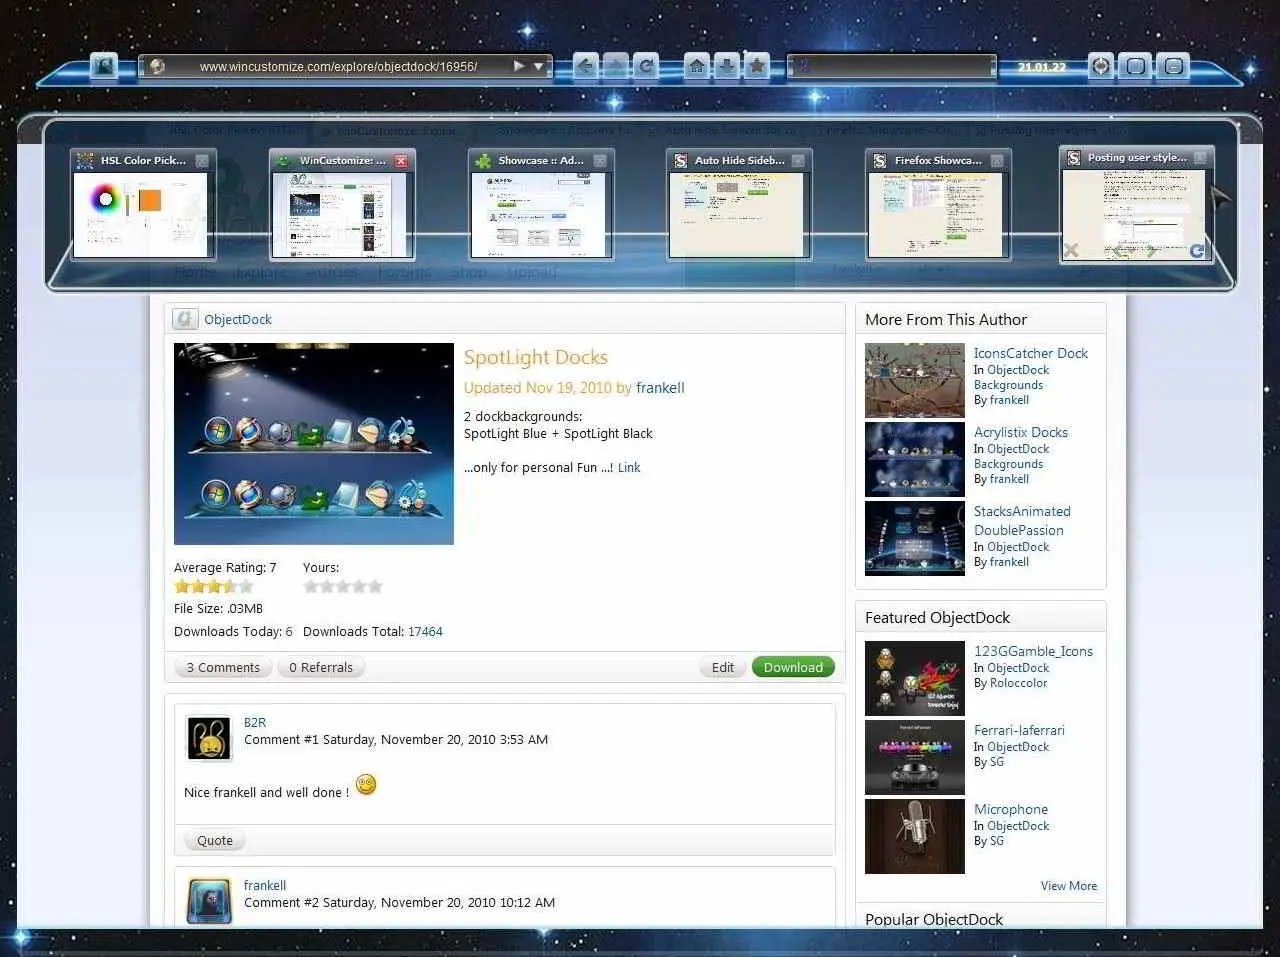 www.wincustomize.com/explore/objectdock/16956/
21.01.22
HSL Color Pick...
WinCustomize: ...
Showcase :: Ad...
Auto Hide Sideb...
Firefox Showca...
Posting user style...
ObjectDock
SpotLight Docks
Updated Nov 19, 2010 by frankell
2 dockbackgrounds:
SpotLight Blue + SpotLight Black
...only for personal Fun ...! Link
Average Rating: 7 Yours:
File Size: .03MB
Downloads Today: 6 Downloads Total: 17464
3 Comments 0 Referrals Edit Download
B2R
Comment #1 Saturday, November 20, 2010 3:53 AM
Nice frankell and well done !
Quote
frankell
Comment #2 Saturday, November 20, 2010 10:12 AM
More From This Author
IconsCatcher Dock
In ObjectDock
Backgrounds
By frankell
Acrylistix Docks
In ObjectDock
Backgrounds
By frankell
StacksAnimated
DoublePassion
In ObjectDock
By frankell
Featured ObjectDock
123GGamble_Icons
In ObjectDock
By Roloccolor
Ferrari-laferrari
In ObjectDock
By SG
Microphone
In ObjectDock
By SG
View More
Popular ObjectDock